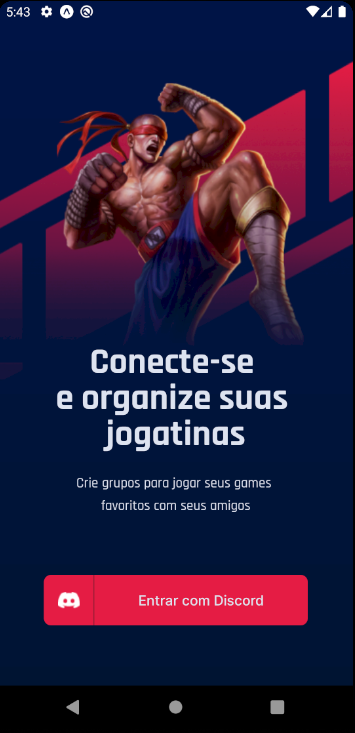 5:43
Conecte-se
e organize suas
jogatinas
Crie grupos para jogar seus games
favoritos com seus amigos
Entrar com Discord